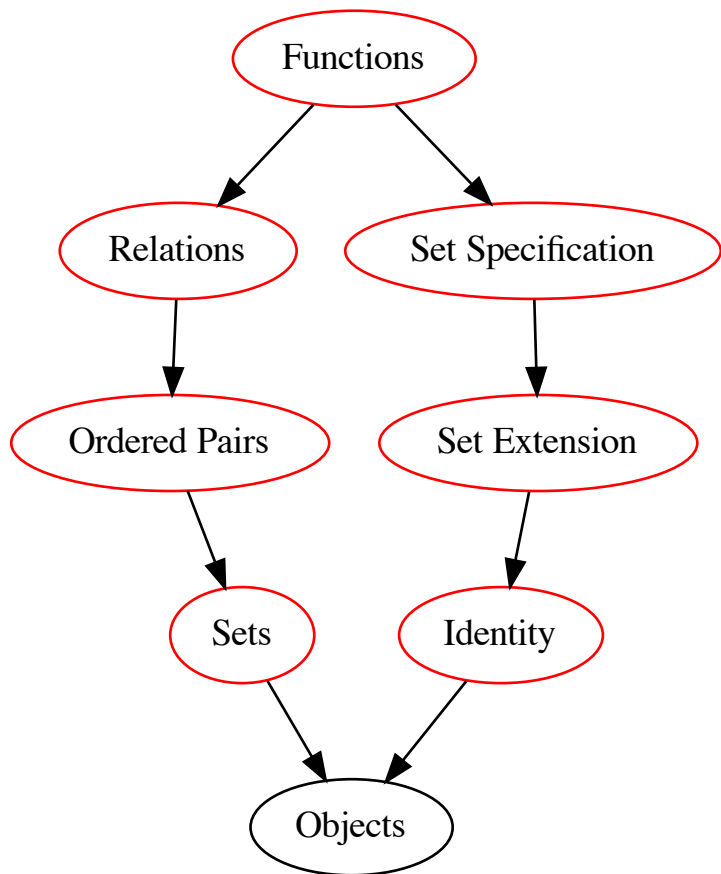 Functions
Relations
Set Specification
Ordered Pairs
Set Extension
Sets
Identity
Objects